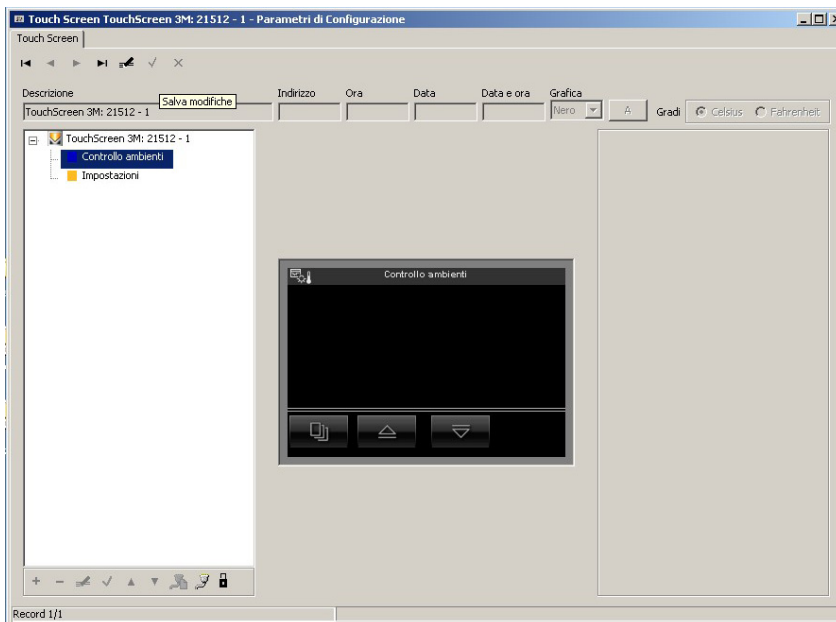 Touch Screen TouchScreen 3M: 21512 - 1 - Parametri di Configurazione
Touch Screen
Descrizione Indirizzo Ora Data Data e ora Grafica
Salva modifiche
TouchScreen 3M: 21512 - 1 Nero A Gradi Celsius Fahrenheit
TouchScreen 3M: 21512 - 1
Controllo ambienti
Impostazioni
Controllo ambienti
Record 1/1